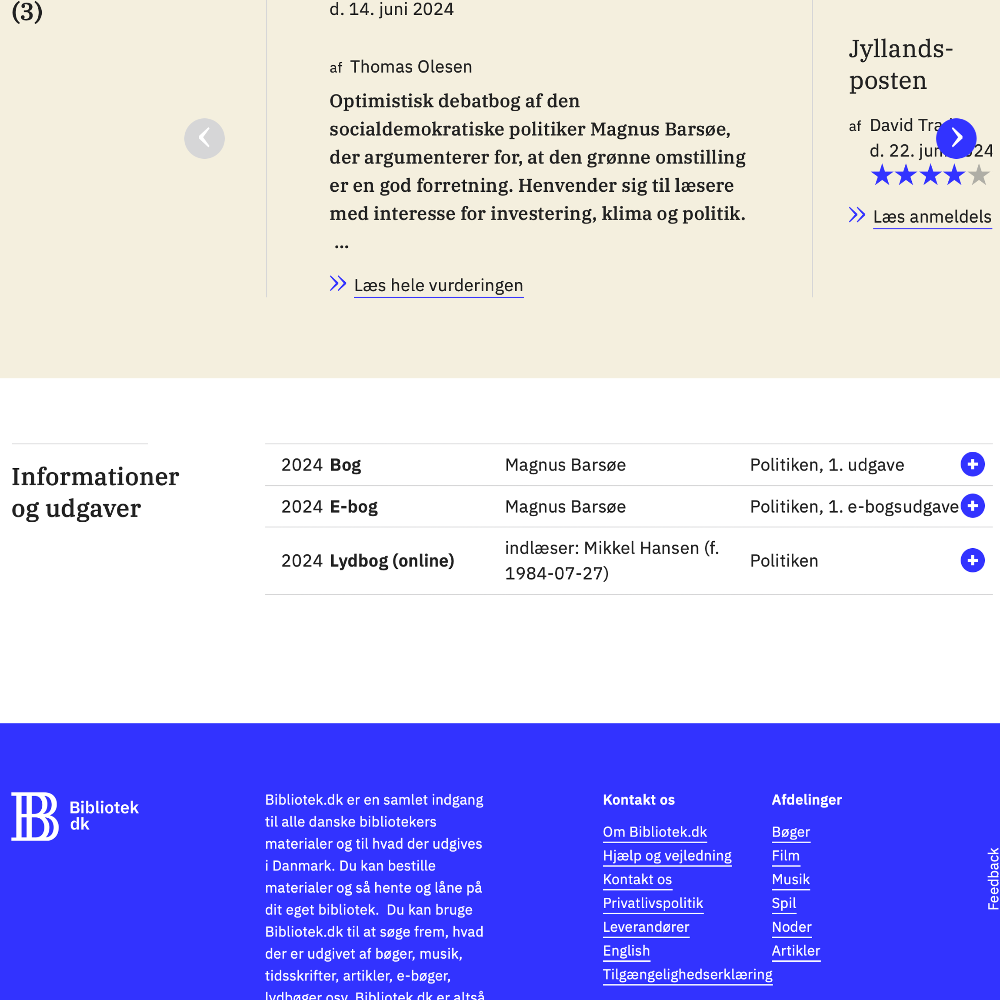 (3)
d. 14. juni 2024
af Thomas Olesen
Optimistisk debatbog af den
socialdemokratiske politiker Magnus Barsøe,
der argumenterer for, at den grønne omstilling
er en god forretning. Henvender sig til læsere
med interesse for investering, klima og politik.
...
Læs hele vurderingen
Jyllands-
posten
af David
d. 22.
Læs anmeldels
Informationer
og udgaver
2024 Bog Magnus Barsøe Politiken, 1. udgave
2024 E-bog Magnus Barsøe Politiken, 1. e-bogsudgave
2024 Lydbog (online) indlæser: Mikkel Hansen (f.
1984-07-27) Politiken
Bibliotek
dk
Bibliotek.dk er en samlet indgang
til alle danske bibliotekers
materialer og til hvad der udgives
i Danmark. Du kan bestille
materialer og så hente og låne på
dit eget bibliotek. Du kan bruge
Bibliotek.dk til at søge frem, hvad
der er udgivet af bøger, musik,
tidsskrifter, artikler, e-bøger,
lydbøger osv. Bibliotek.dk er altså
Kontakt os
Om Bibliotek.dk
Hjælp og vejledning
Kontakt os
Privatlivspolitik
Leverandører
English
Tilgængelighedserklæring
Afdelinger
Bøger
Film
Musik
Spil
Noder
Artikler
Feedback